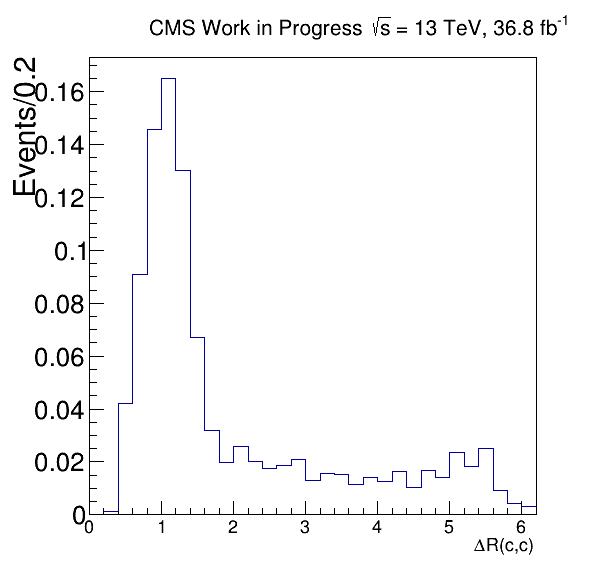 CMS Work in Progress √s = 13 TeV, 36.8 fb⁻¹
Events/0.2
0.16
0.14
0.12
0.1
0.08
0.06
0.04
0.02
0
0 1 2 3 4 5 6
ΔR(c,c)